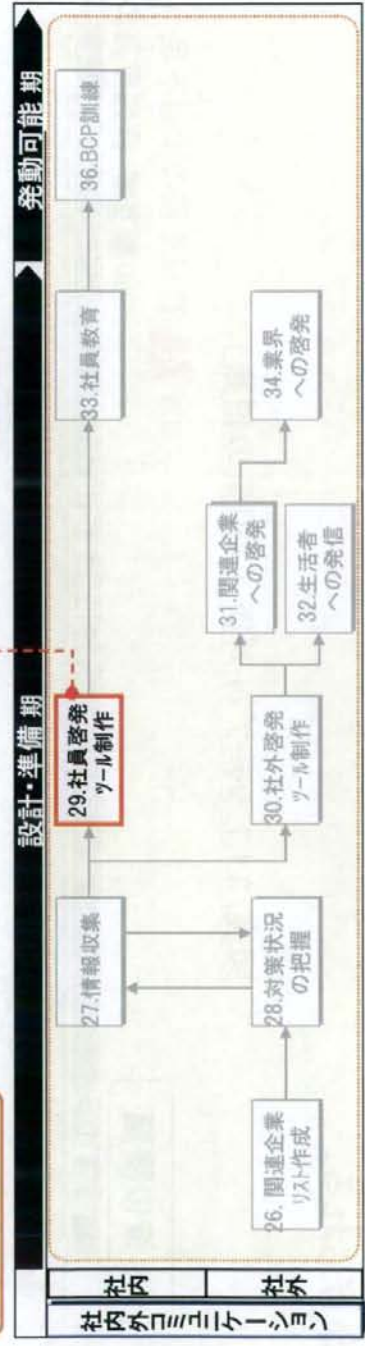 設計・準備 期
発動可能 期
社内外コミュニケーション
社内
社外
26.関連企業
リスト作成
27.情報収集
28.対策状況
の把握
29.社員啓発
ツール制作
30.社外啓発
ツール制作
31.関連企業
への啓発
32.生活者
への発信
33.社員教育
34.業界
への啓発
36.BCP訓練